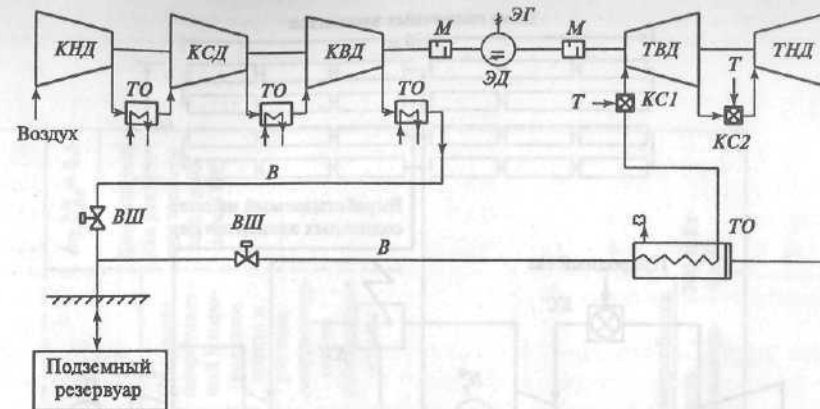 ЭГ
КНД
КСД
КВД
М
ЭД
М
ТВД
ТНД
ТО
ТО
ТО
Т
КС1
Т
КС2
Воздух
В
ВШ
ВШ
В
ТО
Подземный
резервуар